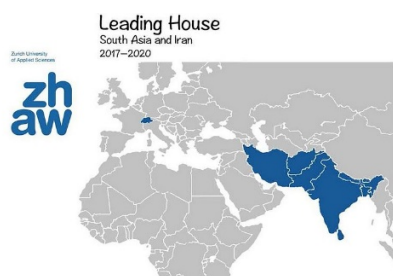 Leading House
South Asia and Iran
2017–2020
Zurich University
of Applied Sciences
zh
aw